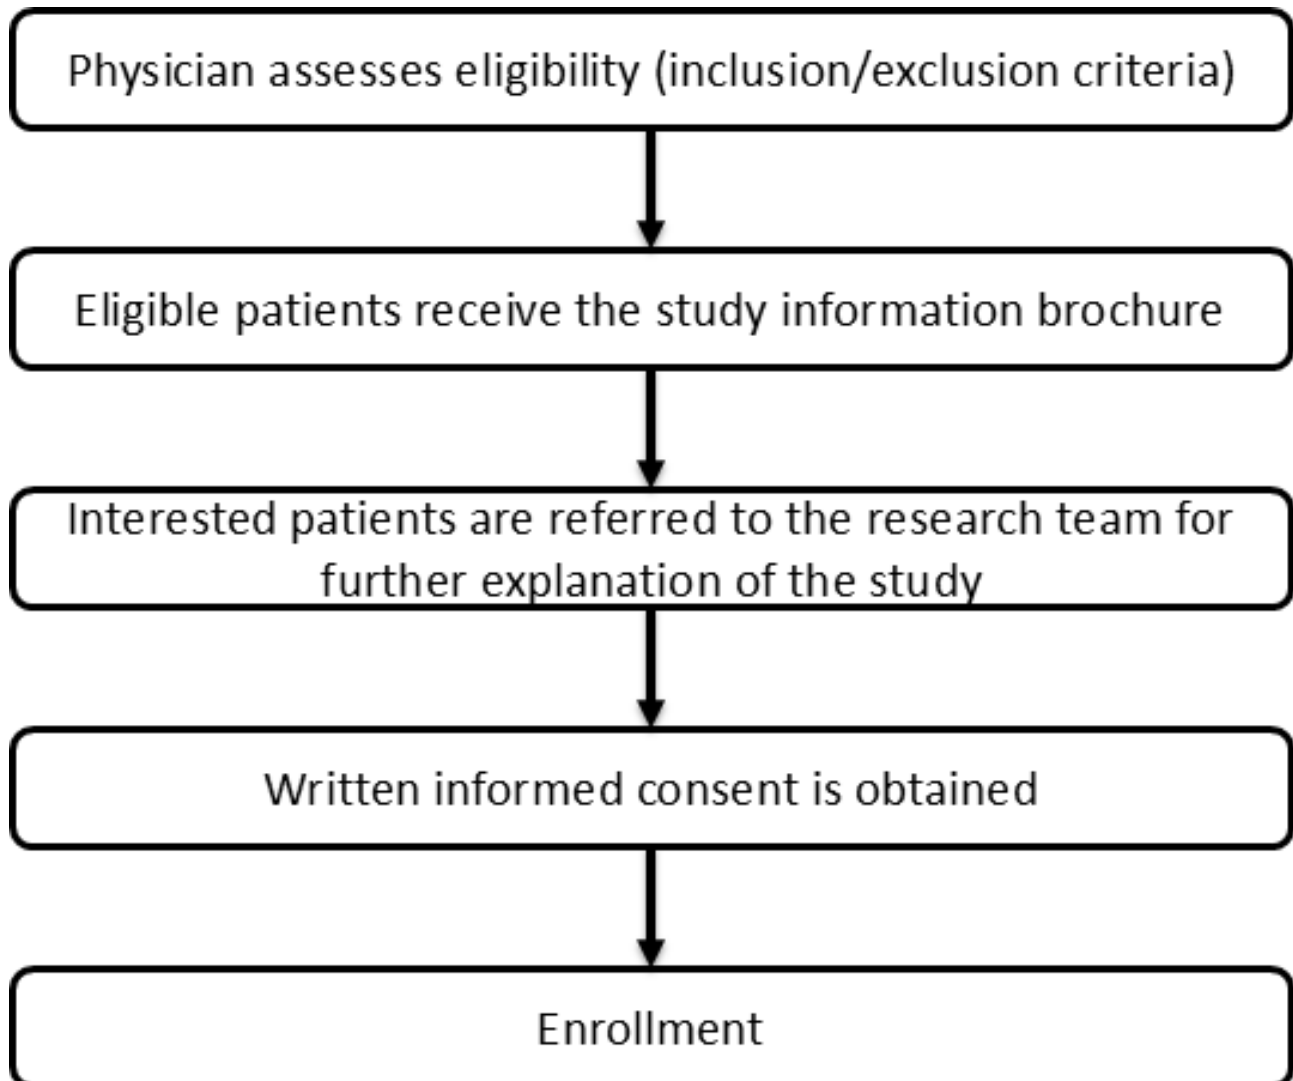 Physician assesses eligibility (inclusion/exclusion criteria)
Eligible patients receive the study information brochure
Interested patients are referred to the research team for
further explanation of the study
Written informed consent is obtained
Enrollment